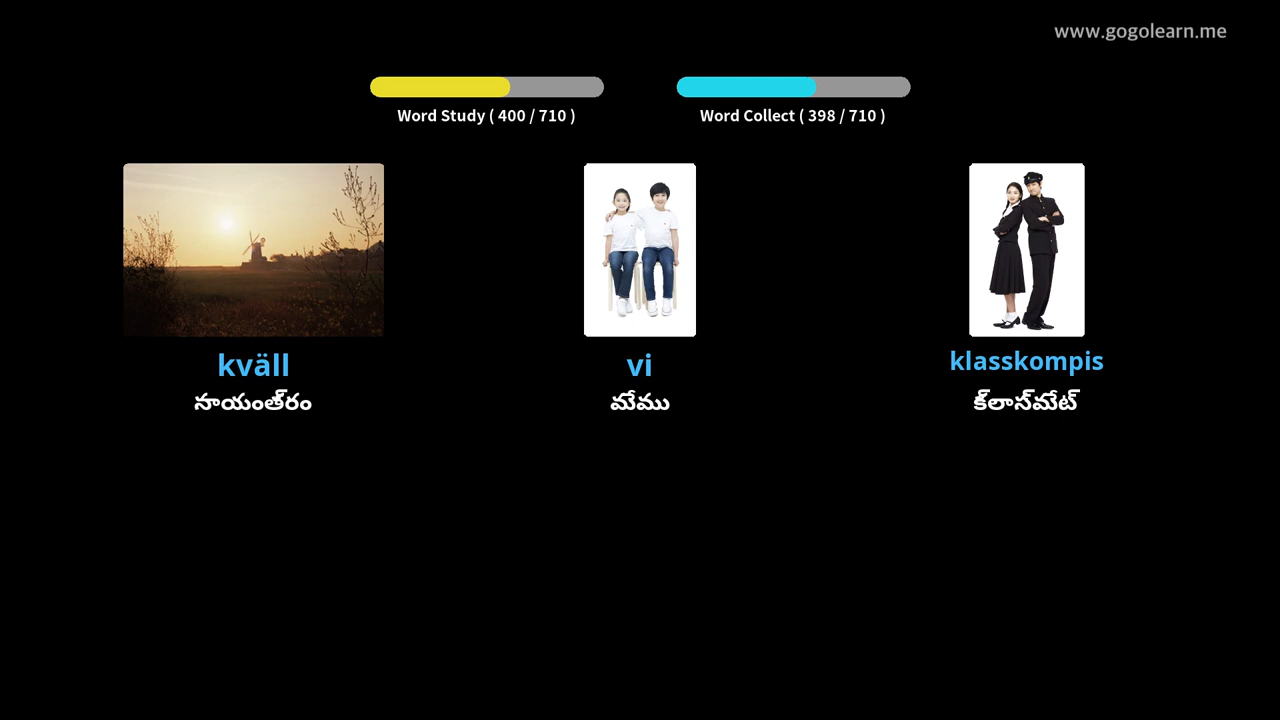 www.gogolearn.me
Word Study ( 400 / 710 )
Word Collect ( 398 / 710 )
kväll
vi
klasskompis
నాయంత్‌రం
మేము
క్‌లాస్‌మేట్